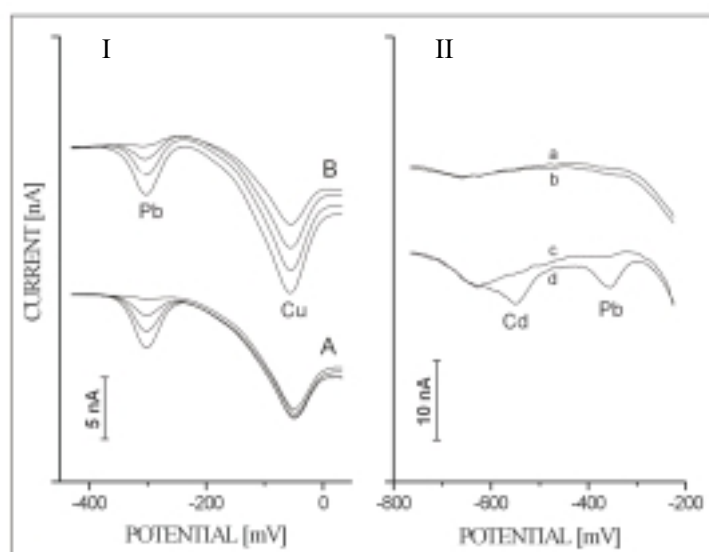 I
II
CURRENT [nA]
B
Pb
Cu
A
5 nA
-400
-200
0
POTENTIAL [mV]
a
b
c
d
Cd
Pb
10 nA
-800
-600
-400
-200
POTENTIAL [mV]